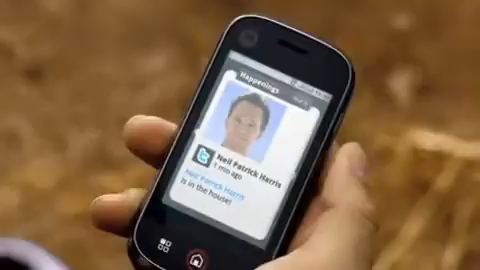 Happenings
Neil Patrick Harris
1 min ago
Neil Patrick Harris
is in the house!